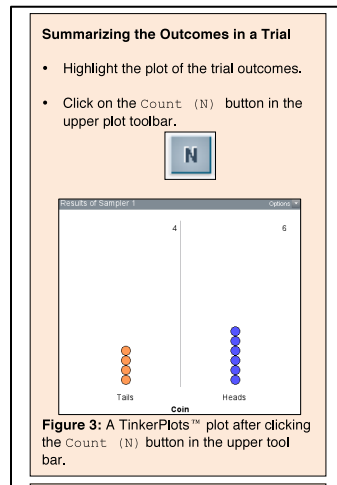 Summarizing the Outcomes in a Trial
• Highlight the plot of the trial outcomes.
• Click on the Count (N) button in the
upper plot toolbar.
N
Results of Sampler 1
Options
4
6
Tails
Heads
Coin
Figure 3: A TinkerPlots™ plot after clicking
the Count (N) button in the upper tool
bar.